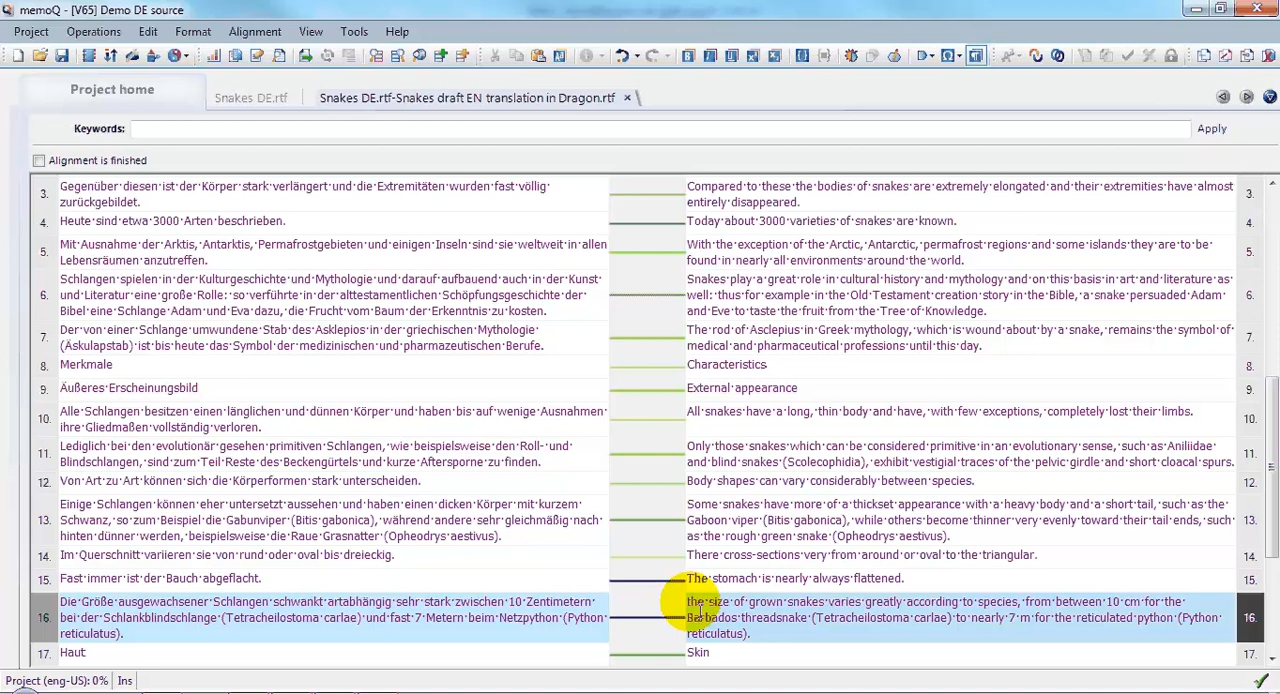 memoQ - [V65] Demo DE source
Project Operations Edit Format Alignment View Tools Help
Project home Snakes DE.rtf Snakes DE.rtf-Snakes draft EN translation in Dragon.rtf ×
Keywords: Apply
Alignment is finished
3. Gegenüber·diesen·ist·der·Körper·stark·verlängert·und·die·Extremitäten·wurden·fast·völlig·
zurückgebildet.
Compared·to·these·the·bodies·of·snakes·are·extremely·elongated·and·their·extremities·have·almost·
entirely·disappeared. 3.
4. Heute·sind·etwa·3000·Arten·beschrieben.
Today·about·3000·varieties·of·snakes·are·known. 4.
5. Mit·Ausnahme·der·Arktis,·Antarktis,·Permafrostgebieten·und·einigen·Inseln·sind·sie·weltweit·in·allen·
Lebensräumen·anzutreffen.
With·the·exception·of·the·Arctic,·Antarctic,·permafrost·regions·and·some·islands·they·are·to·be·
found·in·nearly·all·environments·around·the·world. 5.
6. Schlangen·spielen·in·der·Kulturgeschichte·und·Mythologie·und·darauf·aufbauend·auch·in·der·Kunst·
und·Literatur·eine·große·Rolle:·so·verführte·in·der·alttestamentlichen·Schöpfungsgeschichte·der·
Bibel·eine·Schlange·Adam·und·Eva·dazu,·die·Frucht·vom·Baum·der·Erkenntnis·zu·kosten.
Snakes·play·a·great·role·in·cultural·history·and·mythology·and·on·this·basis·in·art·and·literature·as·
well:·thus·for·example·in·the·Old·Testament·creation·story·in·the·Bible,·a·snake·persuaded·Adam·
and·Eve·to·taste·the·fruit·from·the·Tree·of·Knowledge. 6.
7. Der·von·einer·Schlange·umwundene·Stab·des·Asklepios·in·der·griechischen·Mythologie·
(Äskulapstab)·ist·bis·heute·das·Symbol·der·medizinischen·und·pharmazeutischen·Berufe.
The·rod·of·Asclepius·in·Greek·mythology,·which·is·wound·about·by·a·snake,·remains·the·symbol·of·
medical·and·pharmaceutical·professions·until·this·day. 7.
8. Merkmale
Characteristics 8.
9. Äußeres·Erscheinungsbild
External·appearance 9.
10. Alle·Schlangen·besitzen·einen·länglichen·und·dünnen·Körper·und·haben·bis·auf·wenige·Ausnahmen·
ihre·Gliedmaßen·vollständig·verloren.
All·snakes·have·a·long,·thin·body·and·have,·with·few·exceptions,·completely·lost·their·limbs. 10.
11. Lediglich·bei·den·evolutionär·gesehen·primitiven·Schlangen,·wie·beispielsweise·den·Roll-·und·
Blindschlangen,·sind·zum·Teil·Reste·des·Beckengürtels·und·kurze·Aftersporne·zu·finden.
Only·those·snakes·which·can·be·considered·primitive·in·an·evolutionary·sense,·such·as·Aniliidae·
and·blind·snakes·(Scolecophidia),·exhibit·vestigial·traces·of·the·pelvic·girdle·and·short·cloacal·spurs. 11.
12. Von·Art·zu·Art·können·sich·die·Körperformen·stark·unterscheiden.
Body·shapes·can·vary·considerably·between·species. 12.
13. Einige·Schlangen·können·eher·untersetzt·aussehen·und·haben·einen·dicken·Körper·mit·kurzem·
Schwanz,·so·zum·Beispiel·die·Gabunviper·(Bitis·gabonica),·während·andere·sehr·gleichmäßig·nach·
hinten·dünner·werden,·beispielsweise·die·Raue·Grasnatter·(Opheodrys·aestivus).
Some·snakes·have·more·of·a·thickset·appearance·with·a·heavy·body·and·a·short·tail,·such·as·the·
Gaboon·viper·(Bitis·gabonica),·while·others·become·thinner·very·evenly·toward·their·tail·ends,·such·
as·the·rough·green·snake·(Opheodrys·aestivus). 13.
14. Im·Querschnitt·variieren·sie·von·rund·oder·oval·bis·dreieckig.
There·cross-sections·very·from·around·or·oval·to·the·triangular. 14.
15. Fast·immer·ist·der·Bauch·abgeflacht.
The·stomach·is·nearly·always·flattened. 15.
16. Die·Größe·ausgewachsener·Schlangen·schwankt·artabhängig·sehr·stark·zwischen·10·Zentimetern·
bei·der·Schlankblindschlange·(Tetracheilostoma·carlae)·und·fast·7·Metern·beim·Netzpython·(Python·
reticulatus).
the·size·of·grown·snakes·varies·greatly·according·to·species,·from·between·10·cm·for·the·
Barbados·threadsnake·(Tetracheilostoma·carlae)·to·nearly·7·m·for·the·reticulated·python·(Python·
reticulatus). 16.
17. Haut
Skin 17.
Project (eng-US): 0% Ins